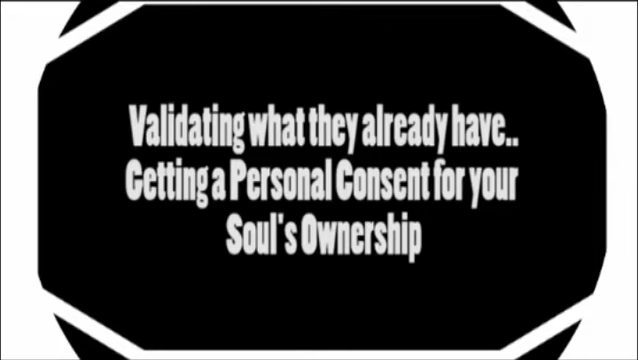 Validating what they already have..
Getting a Personal Consent for your
Soul's Ownership